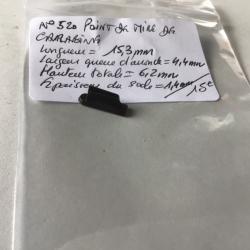 N° 520 POINT DE MIRE DE
CARABINE
Longueur = 15,3mm
Largeur queue d'aronde = 4,4mm
Hauteur totale = 6,2mm
Epaisseur du socle = 1,4mm
15€